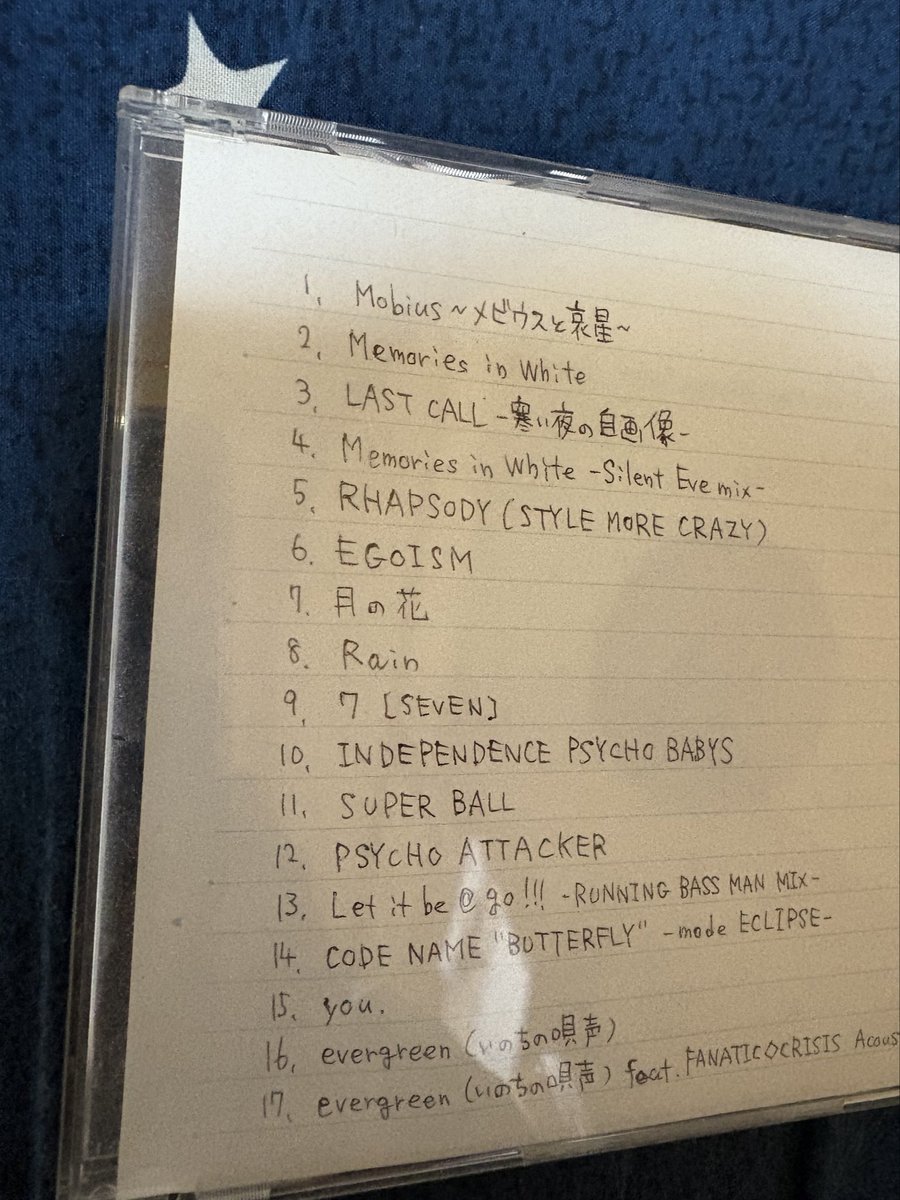 1. Mobius~メビウスと哀星~
2. Memories in White
3. LAST CALL -寒い夜の自画像-
4. Memories in White -Silent Eve mix-
5. RHAPSODY (STYLE MORE CRAZY)
6. EGOISM
7. 月の花
8. Rain
9. 7 [SEVEN]
10. INDEPENDENCE PSYCHO BABYS
11. SUPER BALL
12. PSYCHO ATTACKER
13. Let it be @ go!!! -RUNNING BASS MAN MIX-
14. CODE NAME "BUTTERFLY" -mode ECLIPSE-
15. you.
16. evergreen (いのちの唄声)
17. evergreen (いのちの唄声) feat. FANATIC◇CRISIS